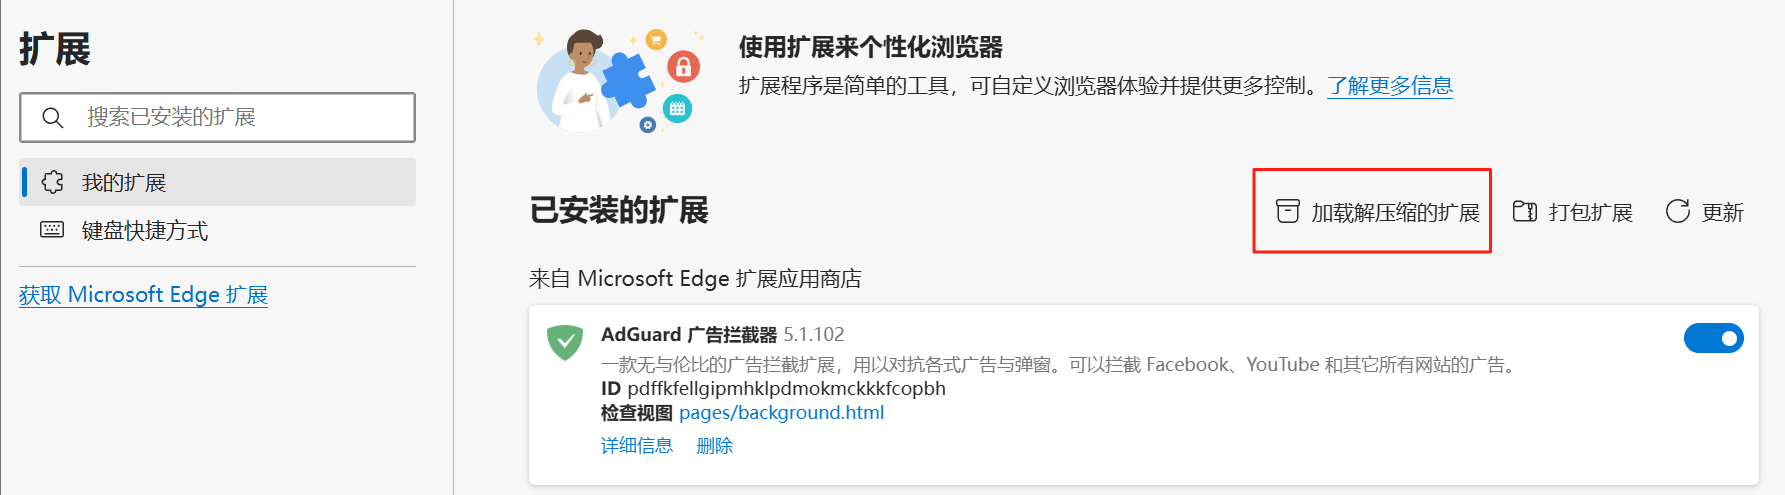 扩展
搜索已安装的扩展
我的扩展
键盘快捷方式
获取 Microsoft Edge 扩展
使用扩展来个性化浏览器
扩展程序是简单的工具，可自定义浏览器体验并提供更多控制。了解更多信息
已安装的扩展
加载解压缩的扩展
打包扩展
更新
来自 Microsoft Edge 扩展应用商店
AdGuard 广告拦截器 5.1.102
一款无与伦比的广告拦截扩展，用以对抗各式广告与弹窗。可以拦截 Facebook、YouTube 和其它所有网站的广告。
ID pdffkfellgipmhklpdmokmckkkfcopbh
检查视图 pages/background.html
详细信息 删除